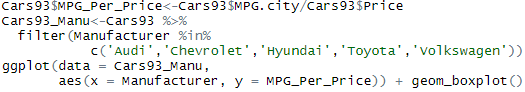 Cars93$MPG_Per_Price<-Cars93$MPG.city/Cars93$Price
Cars93_Manu<-Cars93 %>%
  filter(Manufacturer %in%
           c('Audi','Chevrolet','Hyundai','Toyota','Volkswagen'))
ggplot(data = Cars93_Manu,
       aes(x = Manufacturer, y = MPG_Per_Price)) + geom_boxplot()